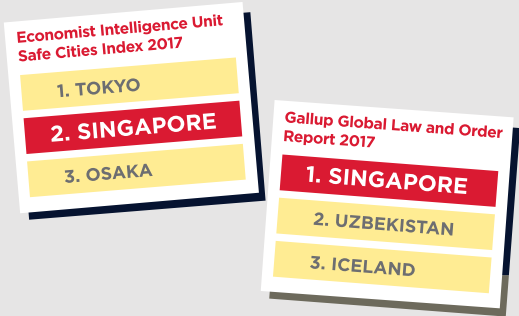 Economist Intelligence Unit
Safe Cities Index 2017
1. TOKYO
2. SINGAPORE
3. OSAKA
Gallup Global Law and Order
Report 2017
1. SINGAPORE
2. UZBEKISTAN
3. ICELAND